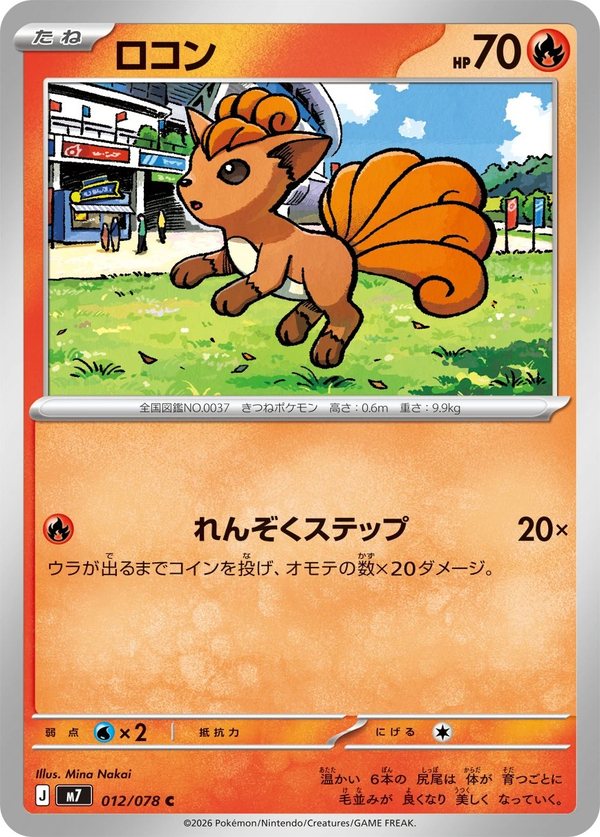 たね
ロコン
HP70
全国図鑑NO.0037 きつねポケモン 高さ:0.6m 重さ:9.9kg
れんぞくステップ 20×
ウラが出るまでコインを投げ、オモテの数×20ダメージ。
弱点 ×2 抵抗力 にげる
Illus. Mina Nakai
J M7 012/078 C
温かい 6本の 尻尾は 体が 育つごとに
毛並みが 良くなり 美しく なっていく。
©2026 Pokémon/Nintendo/Creatures/GAME FREAK.